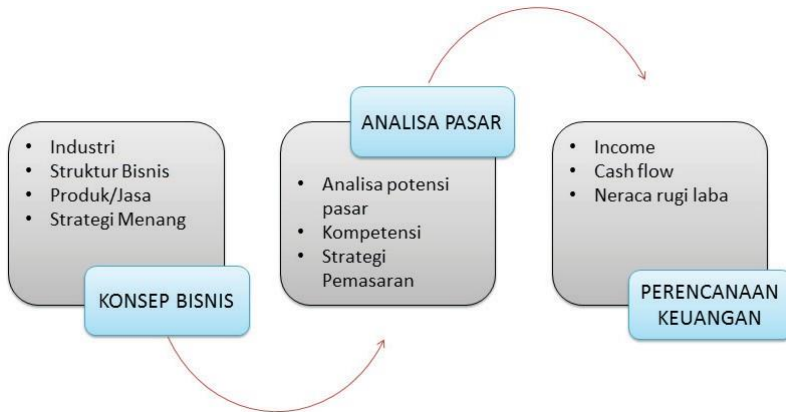 Industri
Struktur Bisnis
Produk/Jasa
Strategi Menang
KONSEP BISNIS
ANALISA PASAR
Analisa potensi
pasar
Kompetensi
Strategi
Pemasaran
Income
Cash flow
Neraca rugi laba
PERENCANAAN
KEUANGAN